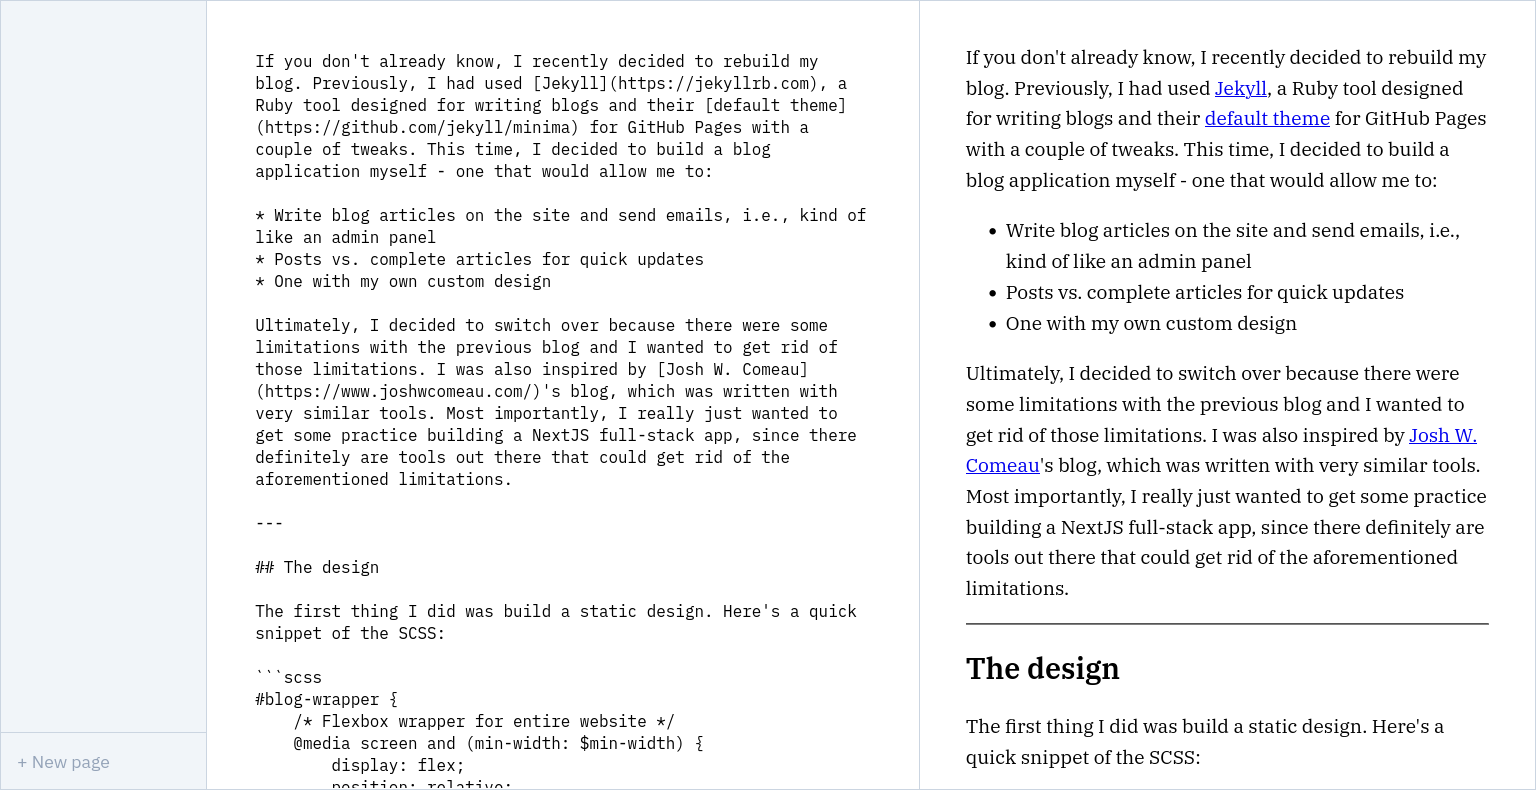 If you don't already know, I recently decided to rebuild my
blog. Previously, I had used [Jekyll](https://jekyllrb.com), a
Ruby tool designed for writing blogs and their [default theme]
(https://github.com/jekyll/minima) for GitHub Pages with a
couple of tweaks. This time, I decided to build a blog
application myself - one that would allow me to:
* Write blog articles on the site and send emails, i.e., kind of
like an admin panel
* Posts vs. complete articles for quick updates
* One with my own custom design
Ultimately, I decided to switch over because there were some
limitations with the previous blog and I wanted to get rid of
those limitations. I was also inspired by [Josh W. Comeau]
(https://www.joshwcomeau.com/)'s blog, which was written with
very similar tools. Most importantly, I really just wanted to
get some practice building a NextJS full-stack app, since there
definitely are tools out there that could get rid of the
aforementioned limitations.
---
## The design
The first thing I did was build a static design. Here's a quick
snippet of the SCSS:
```scss
#blog-wrapper {
    /* Flexbox wrapper for entire website */
    @media screen and (min-width: $min-width) {
        display: flex;
        position: relative;
If you don't already know, I recently decided to rebuild my
blog. Previously, I had used Jekyll, a Ruby tool designed
for writing blogs and their default theme for GitHub Pages
with a couple of tweaks. This time, I decided to build a
blog application myself - one that would allow me to:
• Write blog articles on the site and send emails, i.e.,
kind of like an admin panel
• Posts vs. complete articles for quick updates
• One with my own custom design
Ultimately, I decided to switch over because there were
some limitations with the previous blog and I wanted to
get rid of those limitations. I was also inspired by Josh W.
Comeau's blog, which was written with very similar tools.
Most importantly, I really just wanted to get some practice
building a NextJS full-stack app, since there definitely are
tools out there that could get rid of the aforementioned
limitations.
The design
The first thing I did was build a static design. Here's a
quick snippet of the SCSS:
+ New page